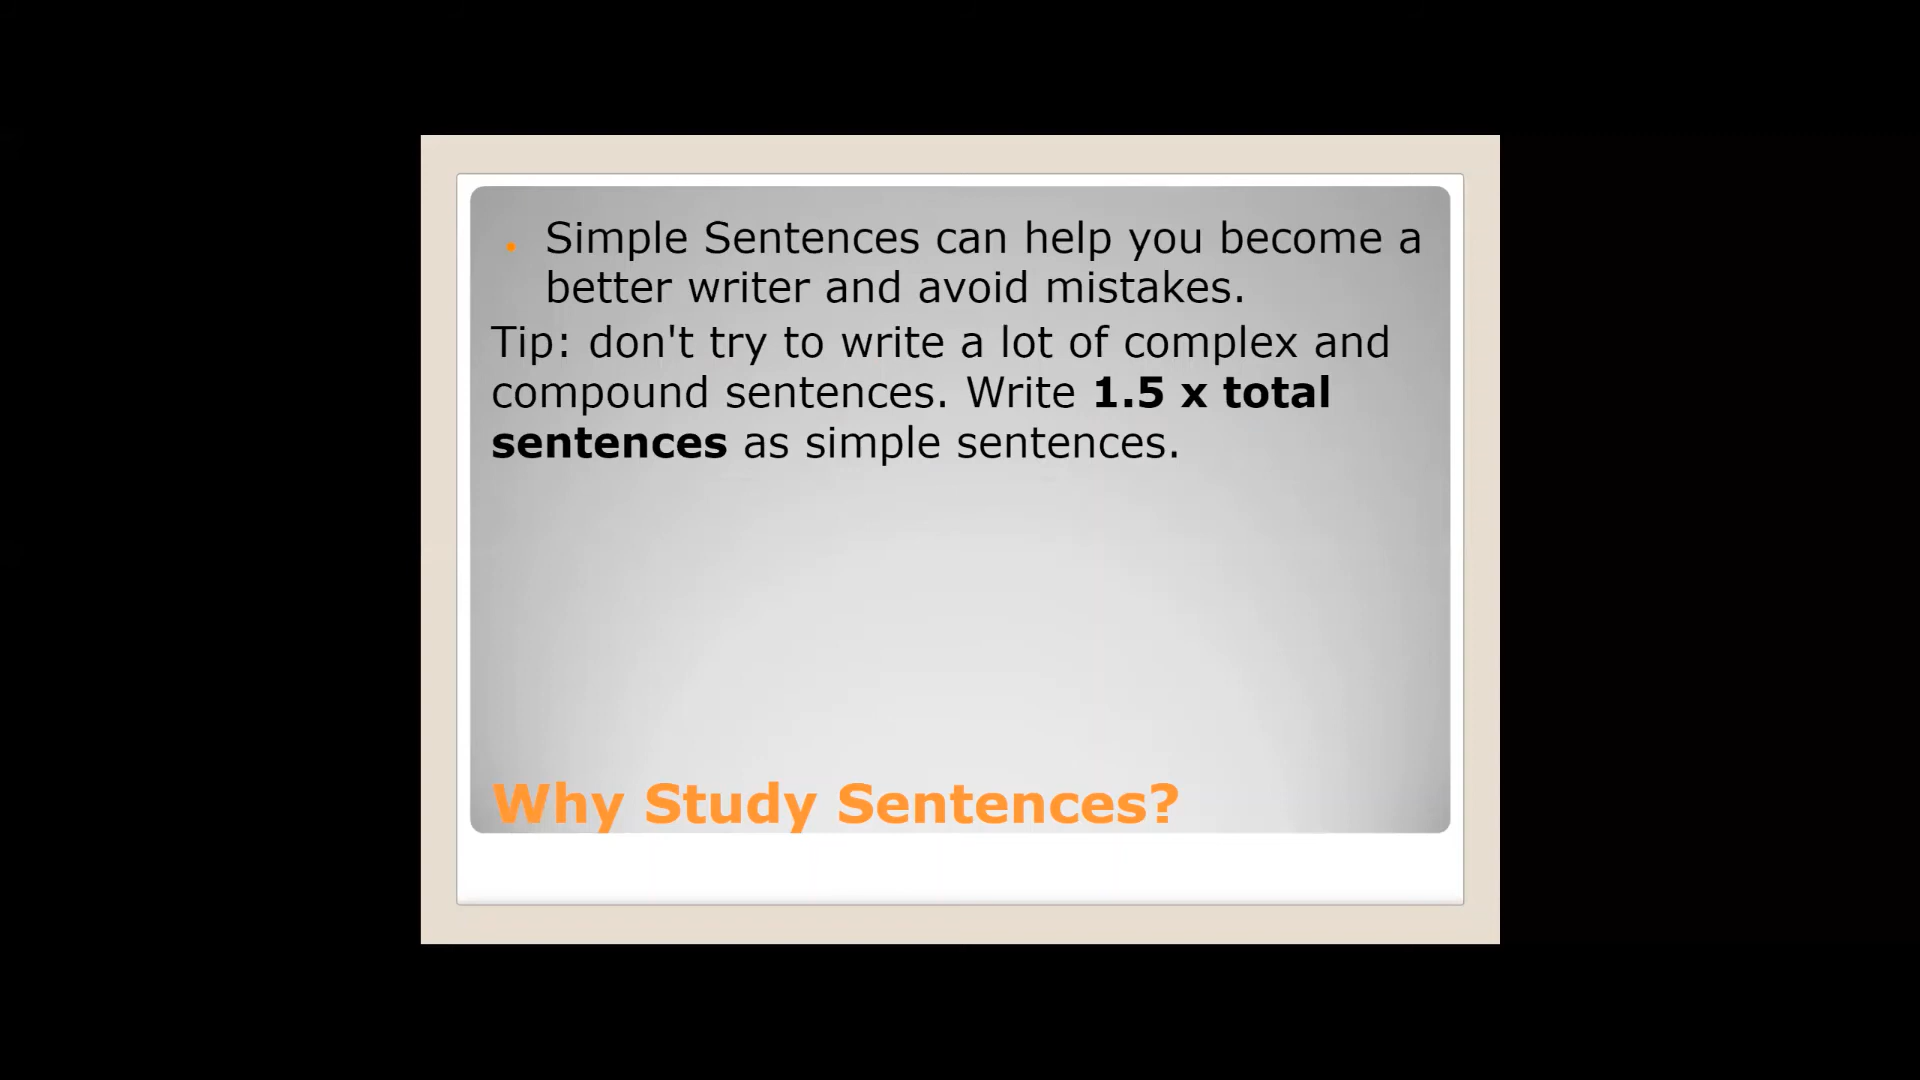 Simple Sentences can help you become a
better writer and avoid mistakes.
Tip: don't try to write a lot of complex and
compound sentences. Write 1.5 x total
sentences as simple sentences.
Why Study Sentences?